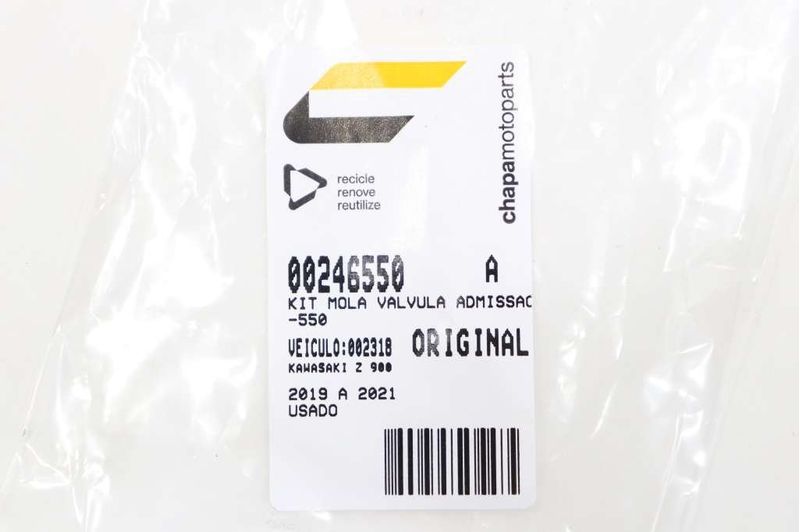 chapamotoparts
recicle
renove
reutilize
00246550 A
KIT MOLA VALVULA ADMISSAO
-550
VEICULO:002318 ORIGINAL
KAWASAKI Z 900
2019 A 2021
USADO